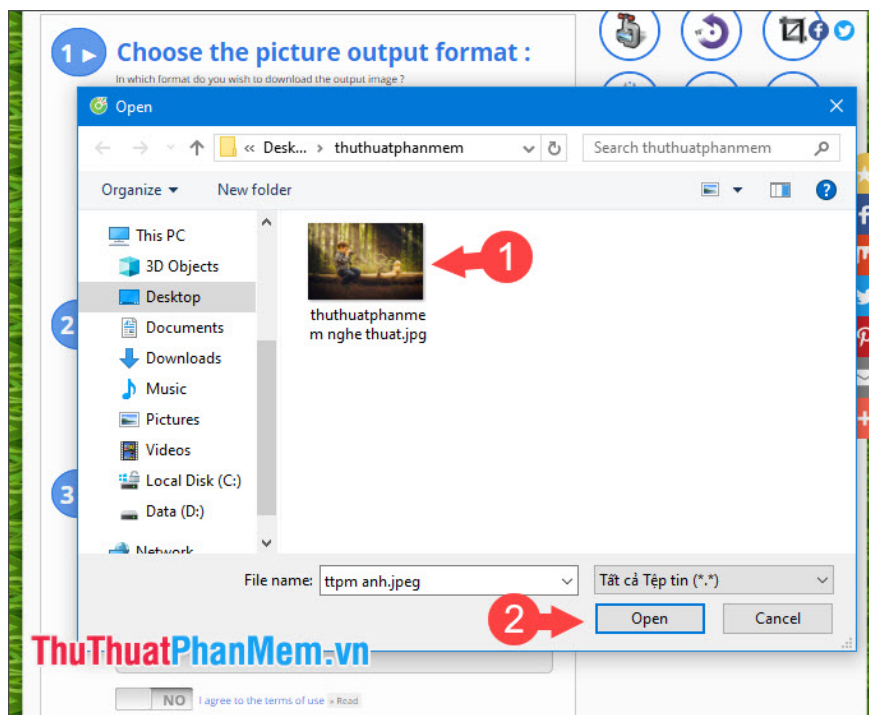 1
Choose the picture output format :
In which format do you wish to download the output image ?
Open
« Desk... › thuthuatphanmem
Search thuthuatphanmem
Organize
New folder
This PC
3D Objects
Desktop
Documents
Downloads
Music
Pictures
Videos
Local Disk (C:)
Data (D:)
Network
1
thuthuatphanme
m nghe thuat.jpg
2
3
File name:
ttpm anh.jpeg
Tất cả Tệp tin (*.*)
2
Open
Cancel
ThuThuatPhanMem.vn
NO
I agree to the terms of use
» Read